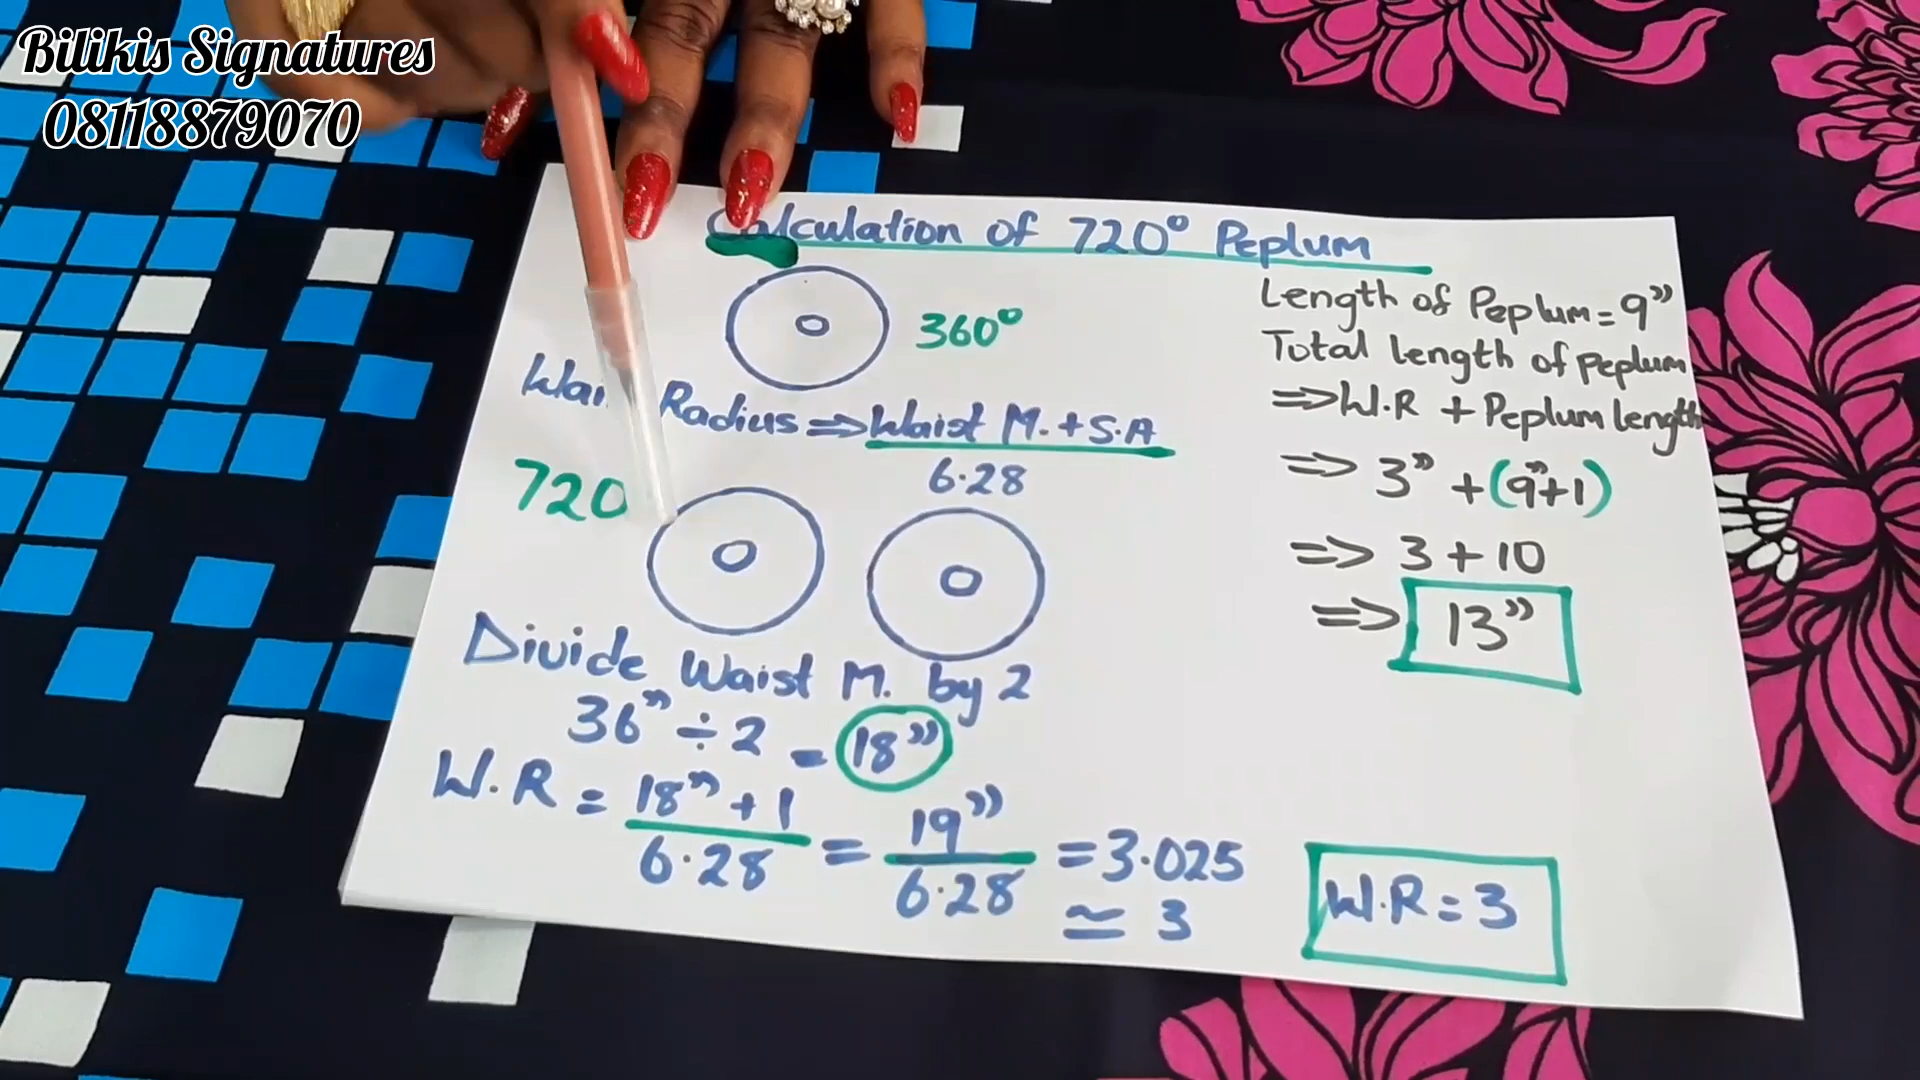 Bilikis Signatures
08118879070
Calculation of 720° Peplum
360°
Radius => Waist M. + S.A
6.28
720
Divide Waist M. by 2
36" ÷ 2 = 18"
W.R = 18" + 1 = 19" = 3.025
6.28 6.28 ≃ 3
W.R = 3
Length of Peplum = 9"
Total length of peplum
=> W.R + Peplum length
=> 3" + (9"+1)
=> 3 + 10
=> 13"